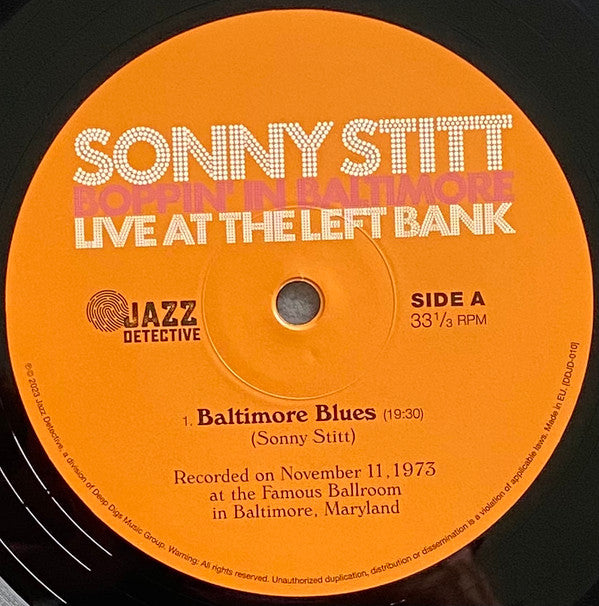 SONNY STITT
BOPPIN' IN BALTIMORE
LIVE AT THE LEFT BANK
JAZZ
DETECTIVE
SIDE A
33 1/3 RPM
1. Baltimore Blues (19:30)
(Sonny Stitt)
Recorded on November 11, 1973
at the Famous Ballroom
in Baltimore, Maryland
℗© 2023 Jazz Detective, a division of Deep Digs Music Group. Warning: All rights reserved. Unauthorized duplication, distribution or dissemination is a violation of applicable laws. Made in EU. [DDJD-010]